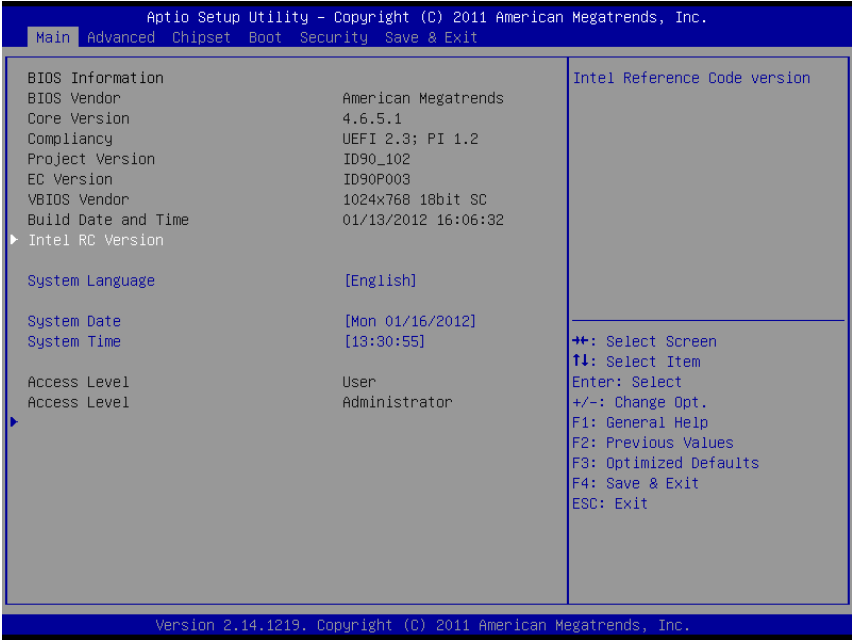 Aptio Setup Utility – Copyright (C) 2011 American Megatrends, Inc.
Main Advanced Chipset Boot Security Save & Exit
BIOS Information
BIOS Vendor American Megatrends
Core Version 4.6.5.1
Compliancy UEFI 2.3; PI 1.2
Project Version ID90_102
EC Version ID90P003
VBIOS Vendor 1024x768 18bit SC
Build Date and Time 01/13/2012 16:06:32
Intel RC Version
System Language [English]
System Date [Mon 01/16/2012]
System Time [13:30:55]
Access Level User
Access Level Administrator
Intel Reference Code version
→←: Select Screen
↑↓: Select Item
Enter: Select
+/-: Change Opt.
F1: General Help
F2: Previous Values
F3: Optimized Defaults
F4: Save & Exit
ESC: Exit
Version 2.14.1219. Copyright (C) 2011 American Megatrends, Inc.